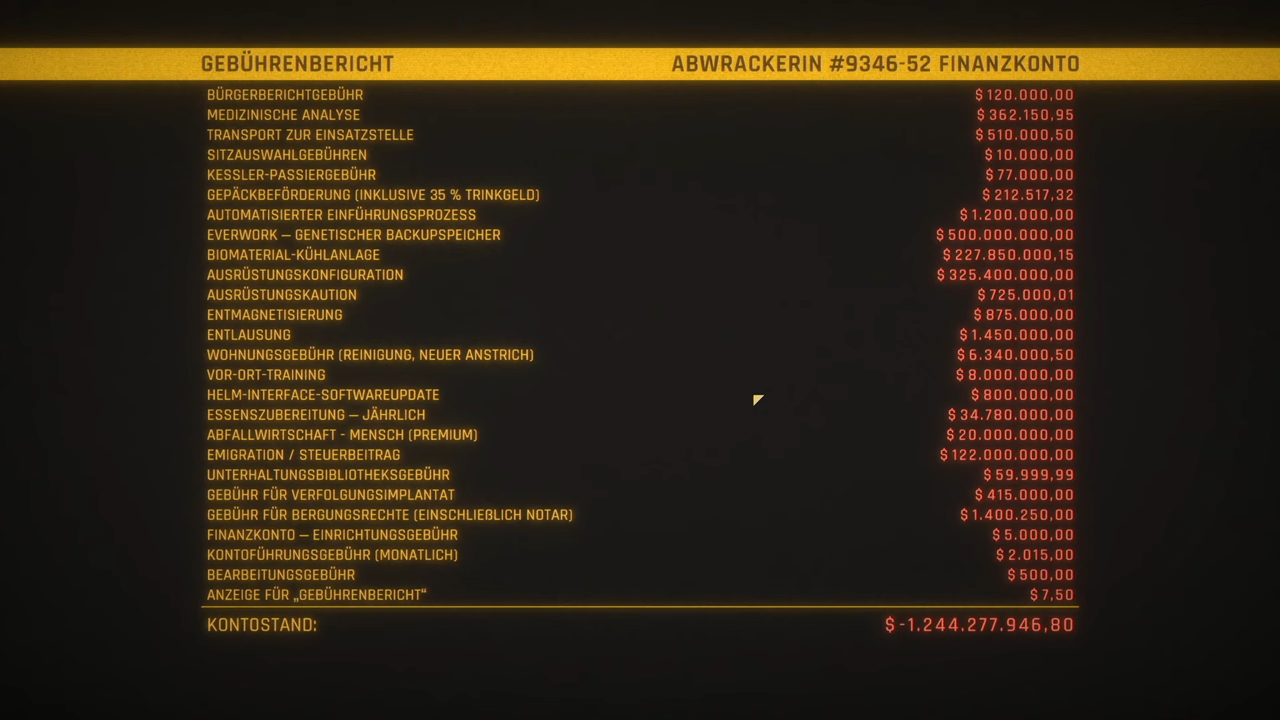 GEBÜHRENBERICHT ABWRACKERIN #9346-52 FINANZKONTO
BÜRGERBERICHTGEBÜHR $120.000,00
MEDIZINISCHE ANALYSE $362.150,95
TRANSPORT ZUR EINSATZSTELLE $510.000,50
SITZAUSWAHLGEBÜHREN $10.000,00
KESSLER-PASSIERGEBÜHR $77.000,00
GEPÄCKBEFÖRDERUNG (INKLUSIVE 35 % TRINKGELD) $212.517,32
AUTOMATISIERTER EINFÜHRUNGSPROZESS $1.200.000,00
EVERWORK — GENETISCHER BACKUPSPEICHER $500.000.000,00
BIOMATERIAL-KÜHLANLAGE $227.850.000,15
AUSRÜSTUNGSKONFIGURATION $325.400.000,00
AUSRÜSTUNGSKAUTION $725.000,01
ENTMAGNETISIERUNG $875.000,00
ENTLAUSUNG $1.450.000,00
WOHNUNGSGEBÜHR (REINIGUNG, NEUER ANSTRICH) $6.340.000,50
VOR-ORT-TRAINING $8.000.000,00
HELM-INTERFACE-SOFTWAREUPDATE $800.000,00
ESSENSZUBEREITUNG — JÄHRLICH $34.780.000,00
ABFALLWIRTSCHAFT - MENSCH (PREMIUM) $20.000.000,00
EMIGRATION / STEUERBEITRAG $122.000.000,00
UNTERHALTUNGSBIBLIOTHEKSGEBÜHR $59.999,99
GEBÜHR FÜR VERFOLGUNGSIMPLANTAT $415.000,00
GEBÜHR FÜR BERGUNGSRECHTE (EINSCHLIEßLICH NOTAR) $1.400.250,00
FINANZKONTO — EINRICHTUNGSGEBÜHR $5.000,00
KONTOFÜHRUNGSGEBÜHR (MONATLICH) $2.015,00
BEARBEITUNGSGEBÜHR $500,00
ANZEIGE FÜR „GEBÜHRENBERICHT“ $7,50
KONTOSTAND: $-1.244.277.946,80